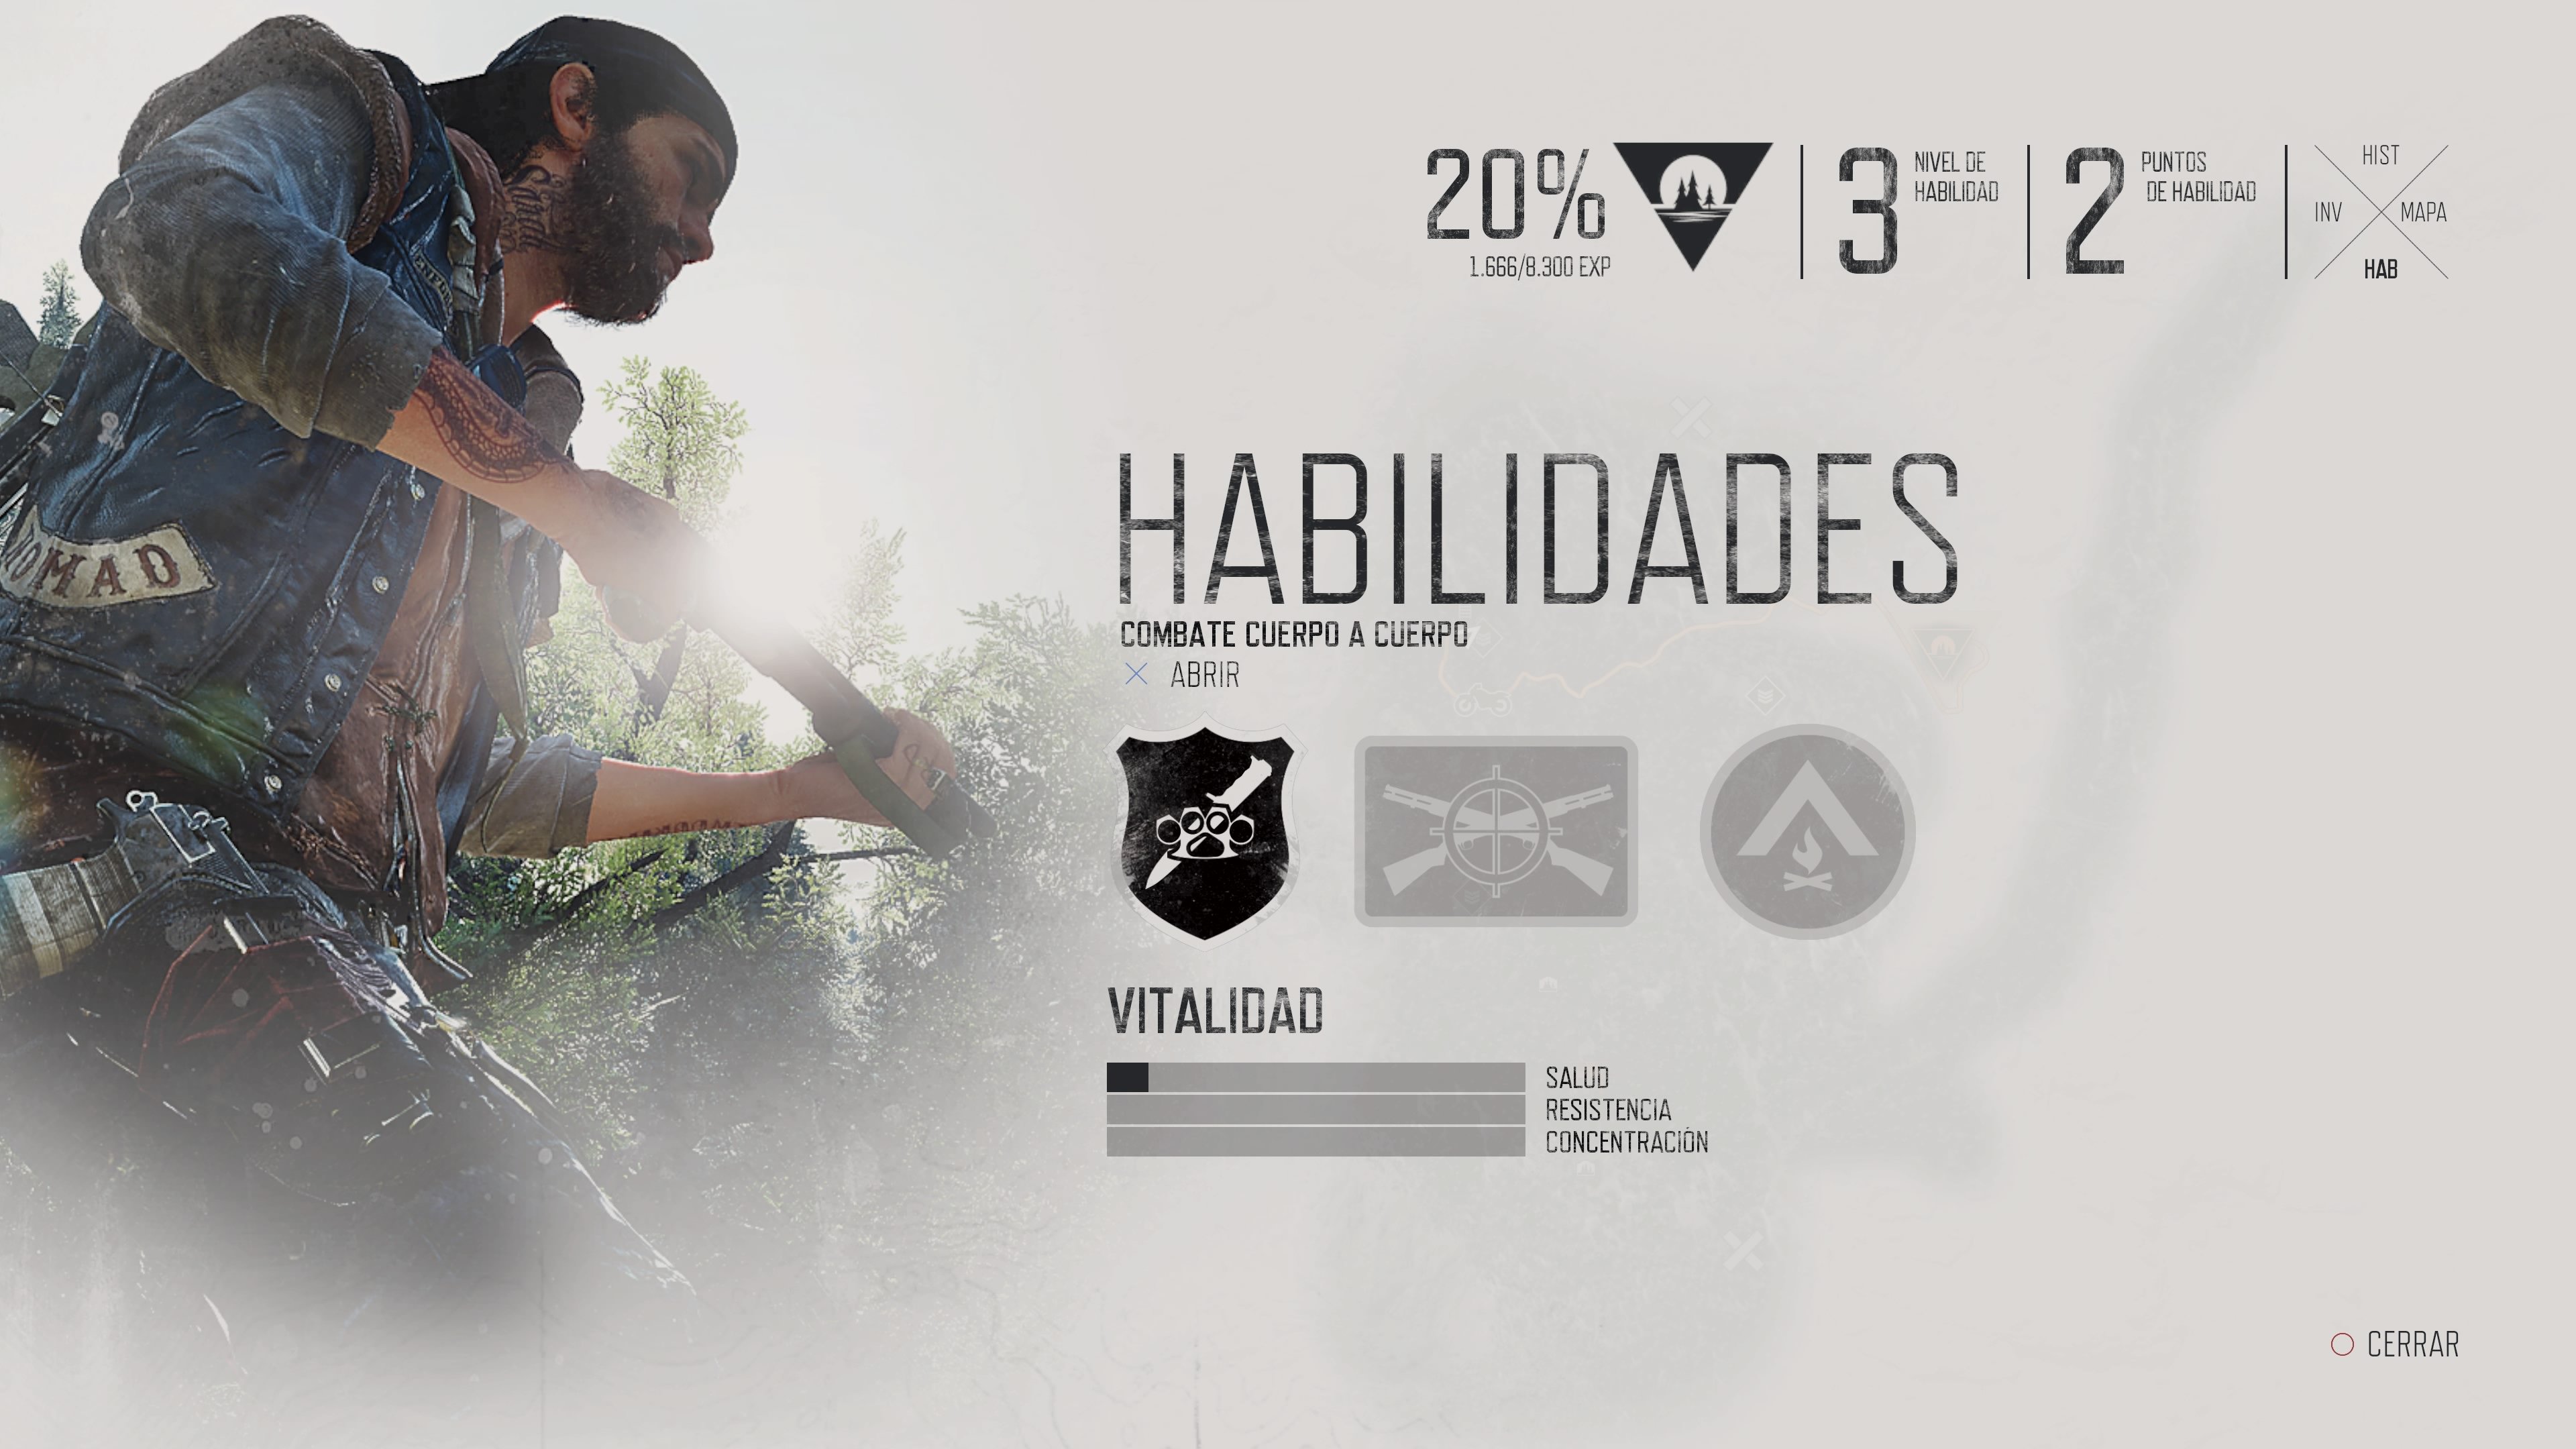 20%
1.666/8.300 EXP
3 NIVEL DE
HABILIDAD
2 PUNTOS
DE HABILIDAD
HIST
INV MAPA
HAB
HABILIDADES
COMBATE CUERPO A CUERPO
ABRIR
VITALIDAD
SALUD
RESISTENCIA
CONCENTRACIÓN
CERRAR